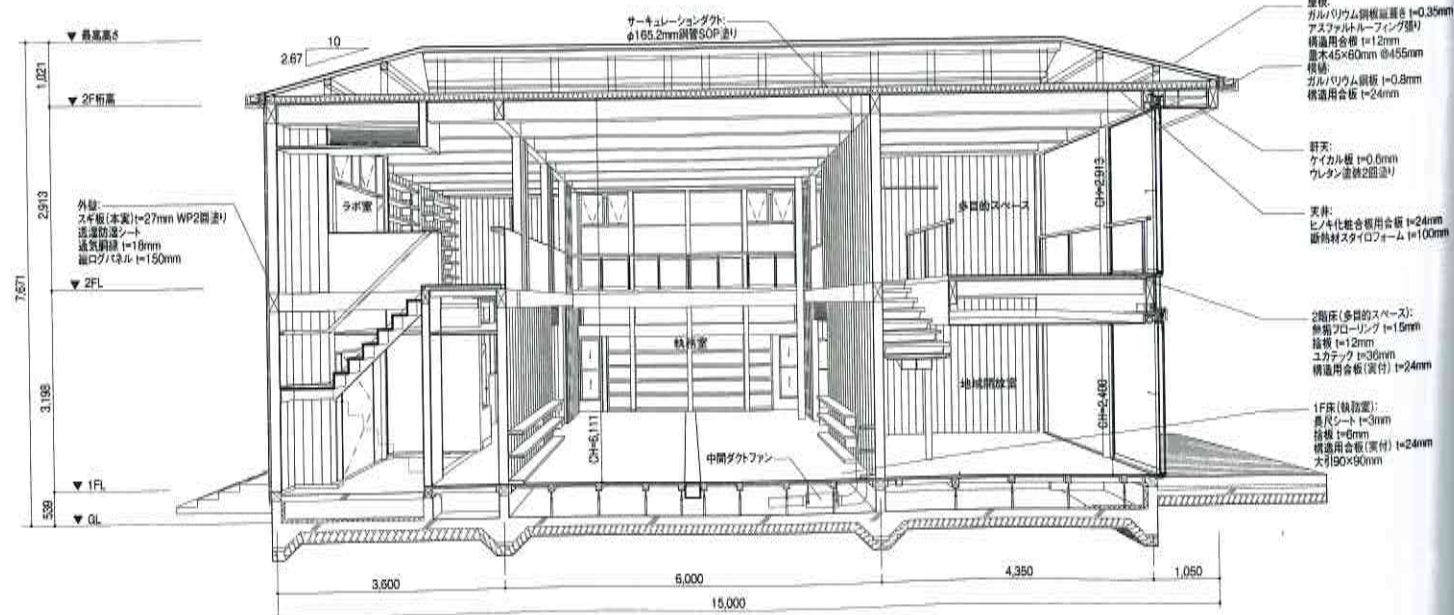 サーキュレーションダクト:
φ165.2mm鋼管SOP塗り
屋根:
ガルバリウム鋼板縦葺き t=0.35mm
アスファルトルーフィング張り
構造用合板 t=12mm
垂木45×60mm @455mm
横樋:
ガルバリウム鋼板 t=0.8mm
構造用合板 t=24mm
軒天:
ケイカル板 t=0.6mm
ウレタン塗装2回塗り
天井:
ヒノキ化粧合板用合板 t=24mm
断熱材スタイロフォーム t=100mm
2階床(多目的スペース):
無垢フローリング t=15mm
捨板 t=12mm
ユカテック t=36mm
構造用合板(実付) t=24mm
1F床(執務室):
長尺シート t=3mm
捨板 t=6mm
構造用合板(実付) t=24mm
大引90×90mm
外壁:
スギ板(本実)t=27mm WP2回塗り
透湿防湿シート
通気胴縁 t=18mm
縦ログパネル t=150mm
▼ 最高高さ
▼ 2F桁高
▼ 2FL
▼ 1FL
▼ GL
10
2.67
1,021
2,913
3,198
539
7,671
ラボ室
多目的スペース
CH=2,913
執務室
地域開放室
CH=2,400
CH=6,111
中間ダクトファン
3,600
6,000
4,350
1,050
15,000